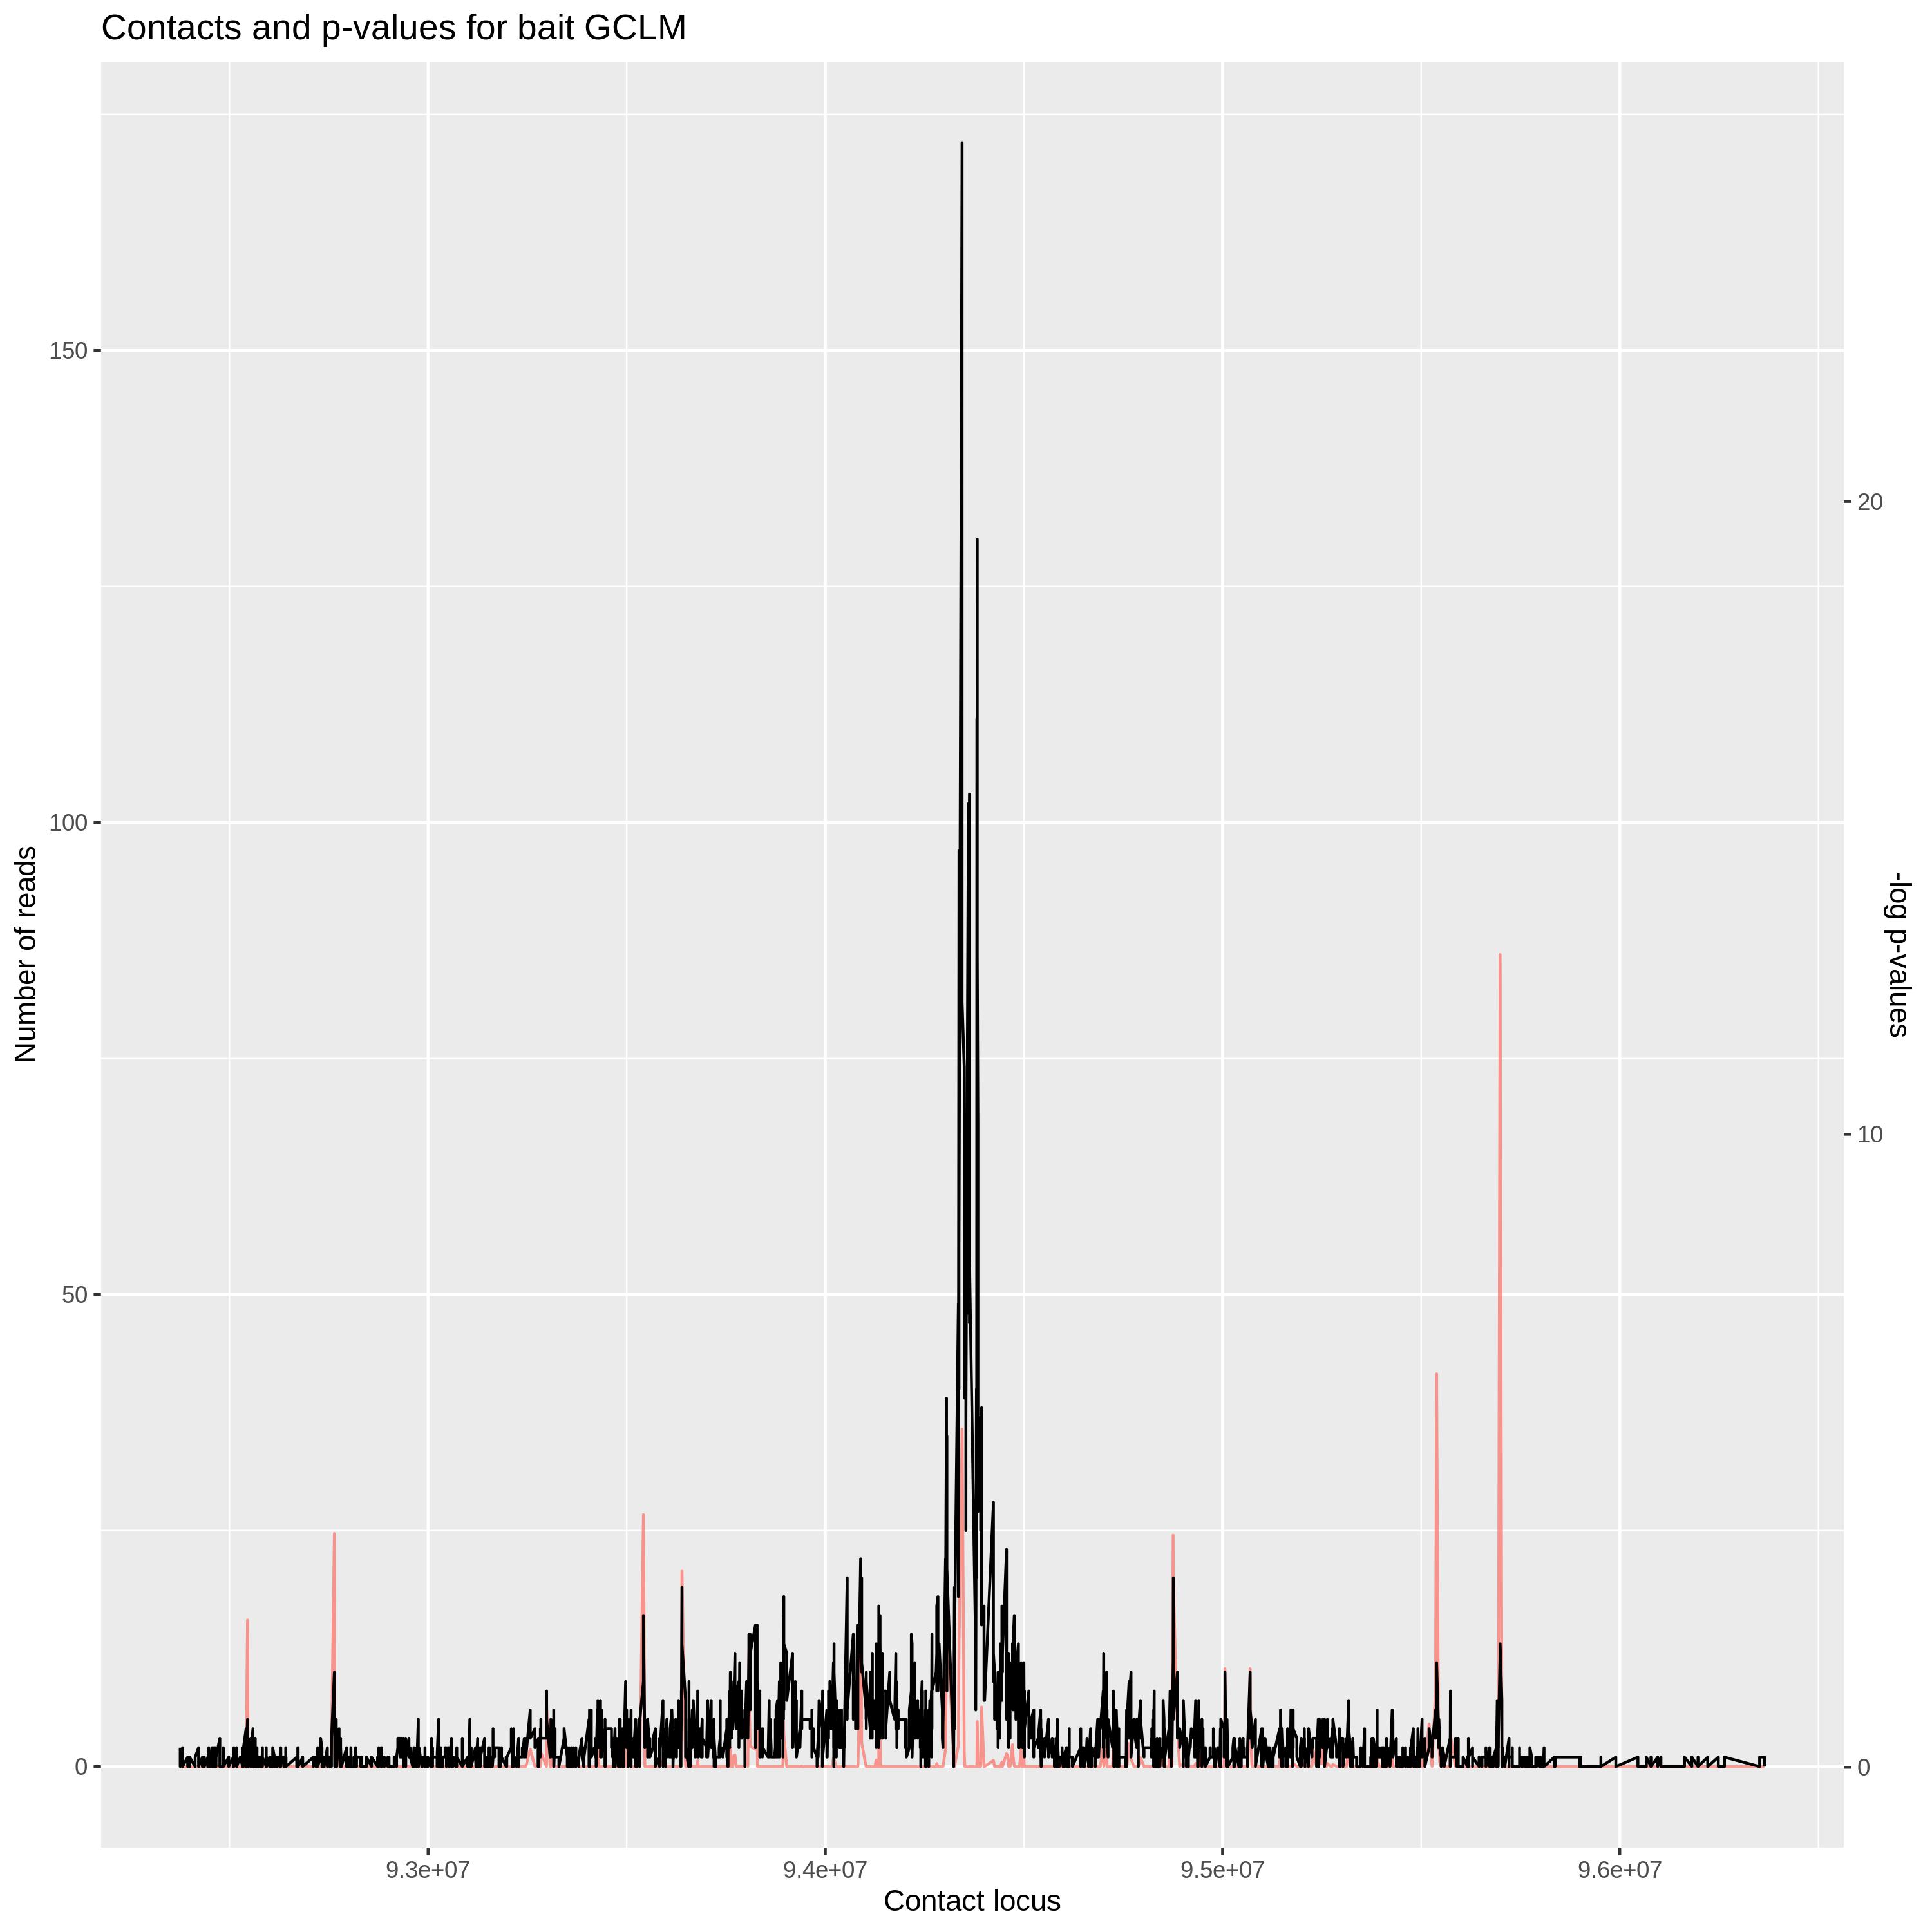 Contacts and p-values for bait GCLM
150
100
50
0
Number of reads
20
10
0
-log p-values
9.3e+07
9.4e+07
9.5e+07
9.6e+07
Contact locus